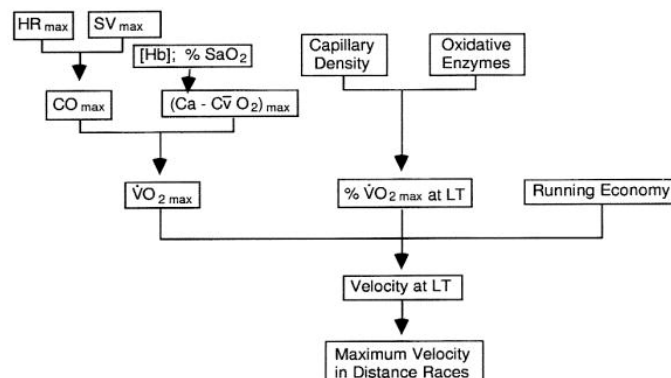 HR max
SV max
[Hb]; % SaO2
Capillary
Density
Oxidative
Enzymes
CO max
(Ca - Cv̄ O2) max
V̇O2 max
% V̇O2 max at LT
Running Economy
Velocity at LT
Maximum Velocity
in Distance Races